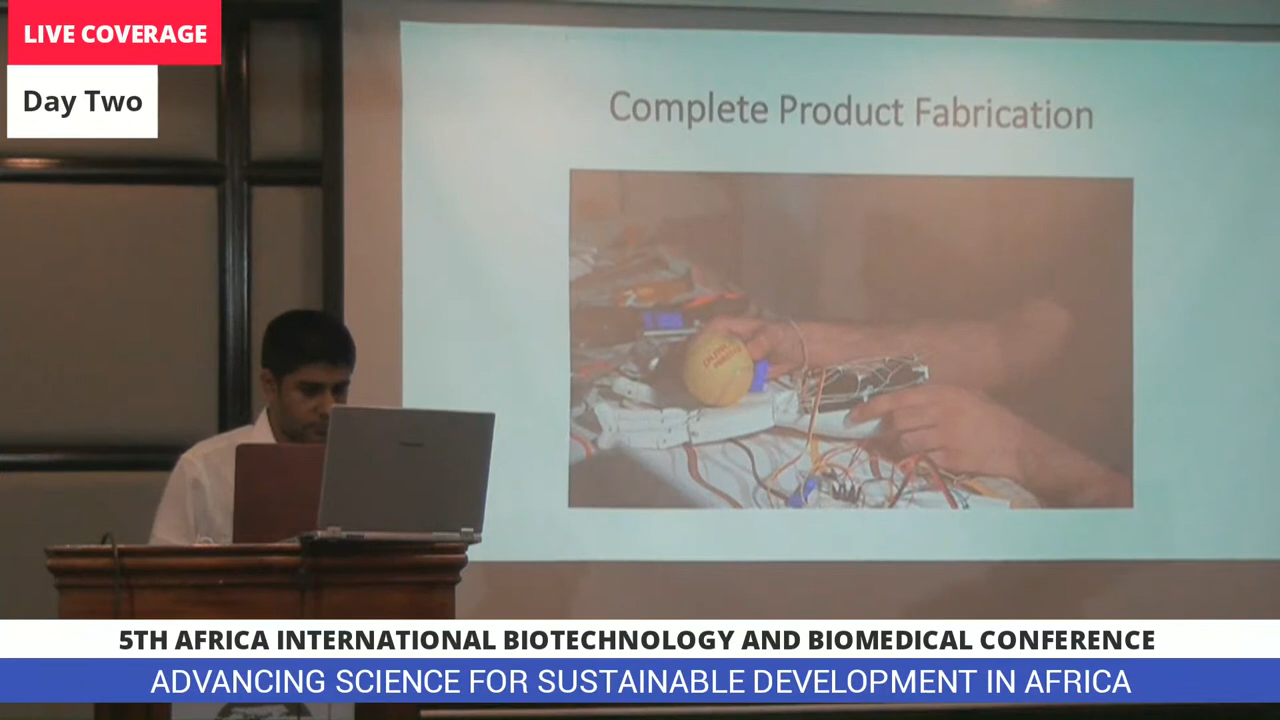 LIVE COVERAGE
Day Two
Complete Product Fabrication
5TH AFRICA INTERNATIONAL BIOTECHNOLOGY AND BIOMEDICAL CONFERENCE
ADVANCING SCIENCE FOR SUSTAINABLE DEVELOPMENT IN AFRICA